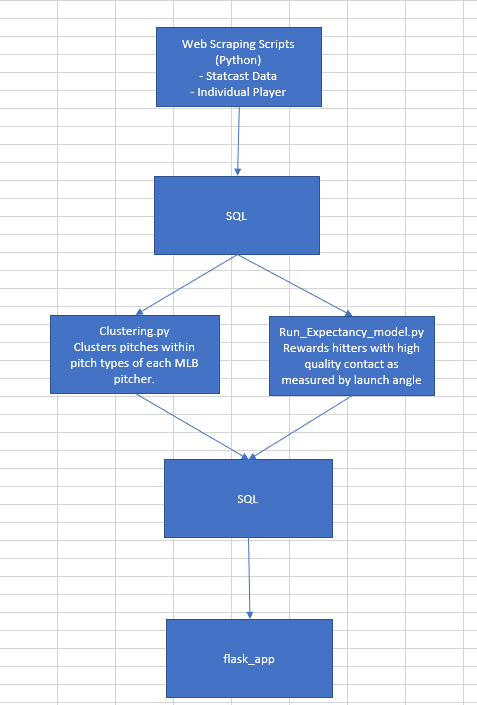 Web Scraping Scripts
(Python)
- Statcast Data
- Individual Player
SQL
Clustering.py
Clusters pitches within
pitch types of each MLB
pitcher.
Run_Expectancy_model.py
Rewards hitters with high
quality contact as
measured by launch angle
SQL
flask_app